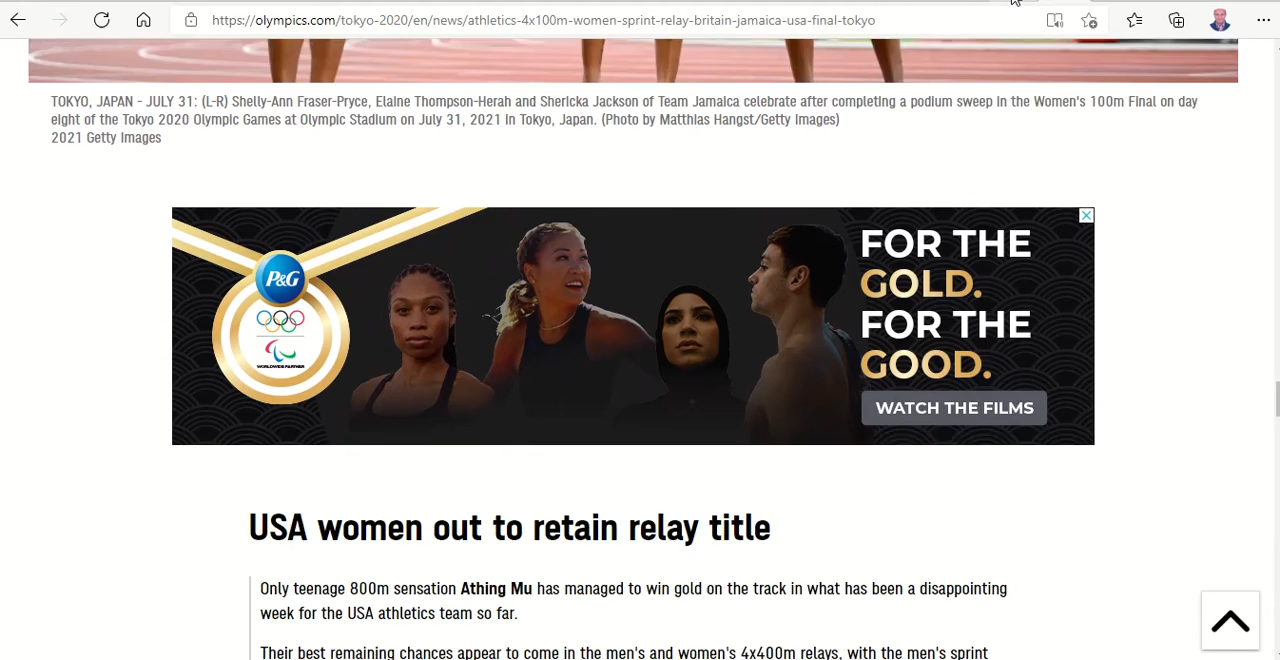 https://olympics.com/tokyo-2020/en/news/athletics-4x100m-women-sprint-relay-britain-jamaica-usa-final-tokyo
TOKYO, JAPAN - JULY 31: (L-R) Shelly-Ann Fraser-Pryce, Elaine Thompson-Herah and Shericka Jackson of Team Jamaica celebrate after completing a podium sweep in the Women's 100m Final on day
eight of the Tokyo 2020 Olympic Games at Olympic Stadium on July 31, 2021 in Tokyo, Japan. (Photo by Matthias Hangst/Getty Images)
2021 Getty Images
P&G
WORLDWIDE PARTNER
FOR THE
GOLD.
FOR THE
GOOD.
WATCH THE FILMS
USA women out to retain relay title
Only teenage 800m sensation Athing Mu has managed to win gold on the track in what has been a disappointing
week for the USA athletics team so far.
Their best remaining chances appear to come in the men's and women's 4x400m relays, with the men's sprint